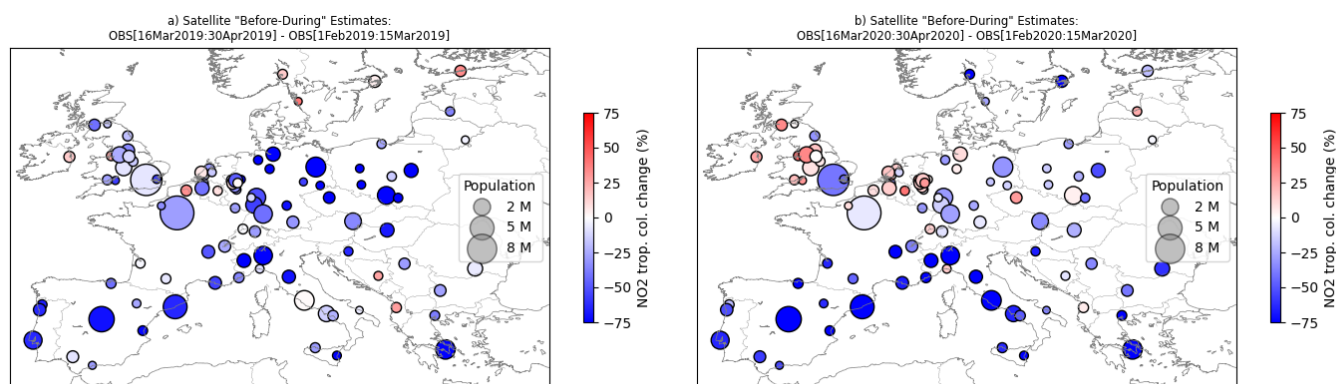 a) Satellite "Before-During" Estimates:
OBS[16Mar2019:30Apr2019] - OBS[1Feb2019:15Mar2019]
75
50
25
0
−25
−50
−75
NO2 trop. col. change (%)
Population
2 M
5 M
8 M
b) Satellite "Before-During" Estimates:
OBS[16Mar2020:30Apr2020] - OBS[1Feb2020:15Mar2020]
75
50
25
0
−25
−50
−75
NO2 trop. col. change (%)
Population
2 M
5 M
8 M